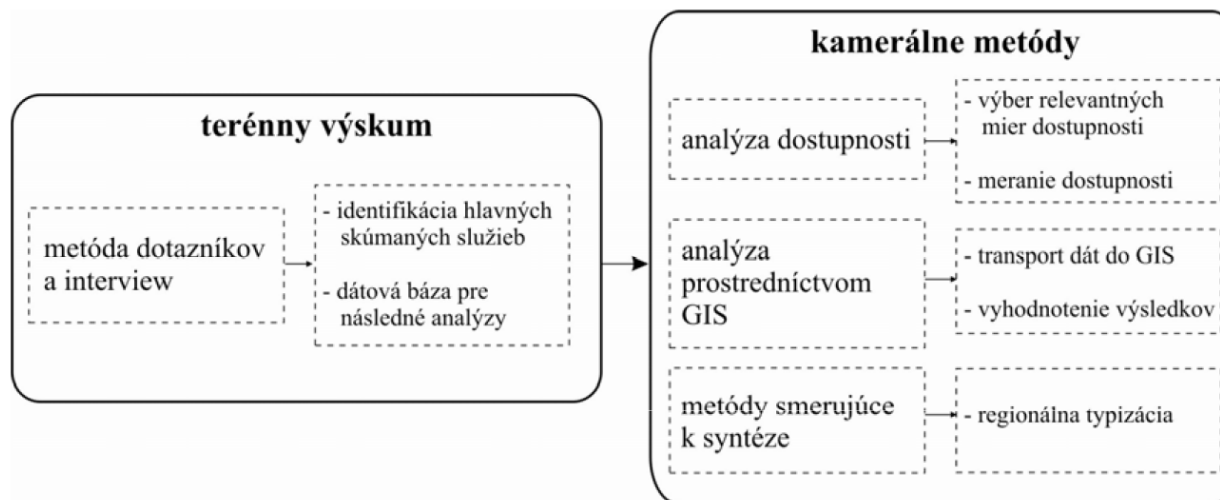 terénny výskum
metóda dotazníkov
a interview
- identifikácia hlavných
skúmaných služieb
- dátová báza pre
následné analýzy
kamerálne metódy
analýza dostupnosti
- výber relevantných
mier dostupnosti
- meranie dostupnosti
analýza
prostredníctvom
GIS
- transport dát do GIS
- vyhodnotenie výsledkov
metódy smerujúce
k syntéze
- regionálna typizácia